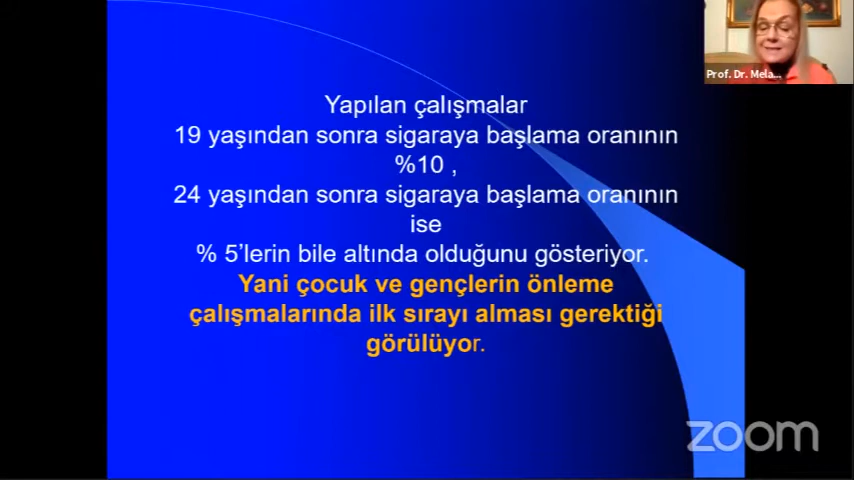 Prof. Dr. Mela...
Yapılan çalışmalar
19 yaşından sonra sigaraya başlama oranının
%10 ,
24 yaşından sonra sigaraya başlama oranının
ise
% 5’lerin bile altında olduğunu gösteriyor.
Yani çocuk ve gençlerin önleme
çalışmalarında ilk sırayı alması gerektiği
görülüyor.
zoom